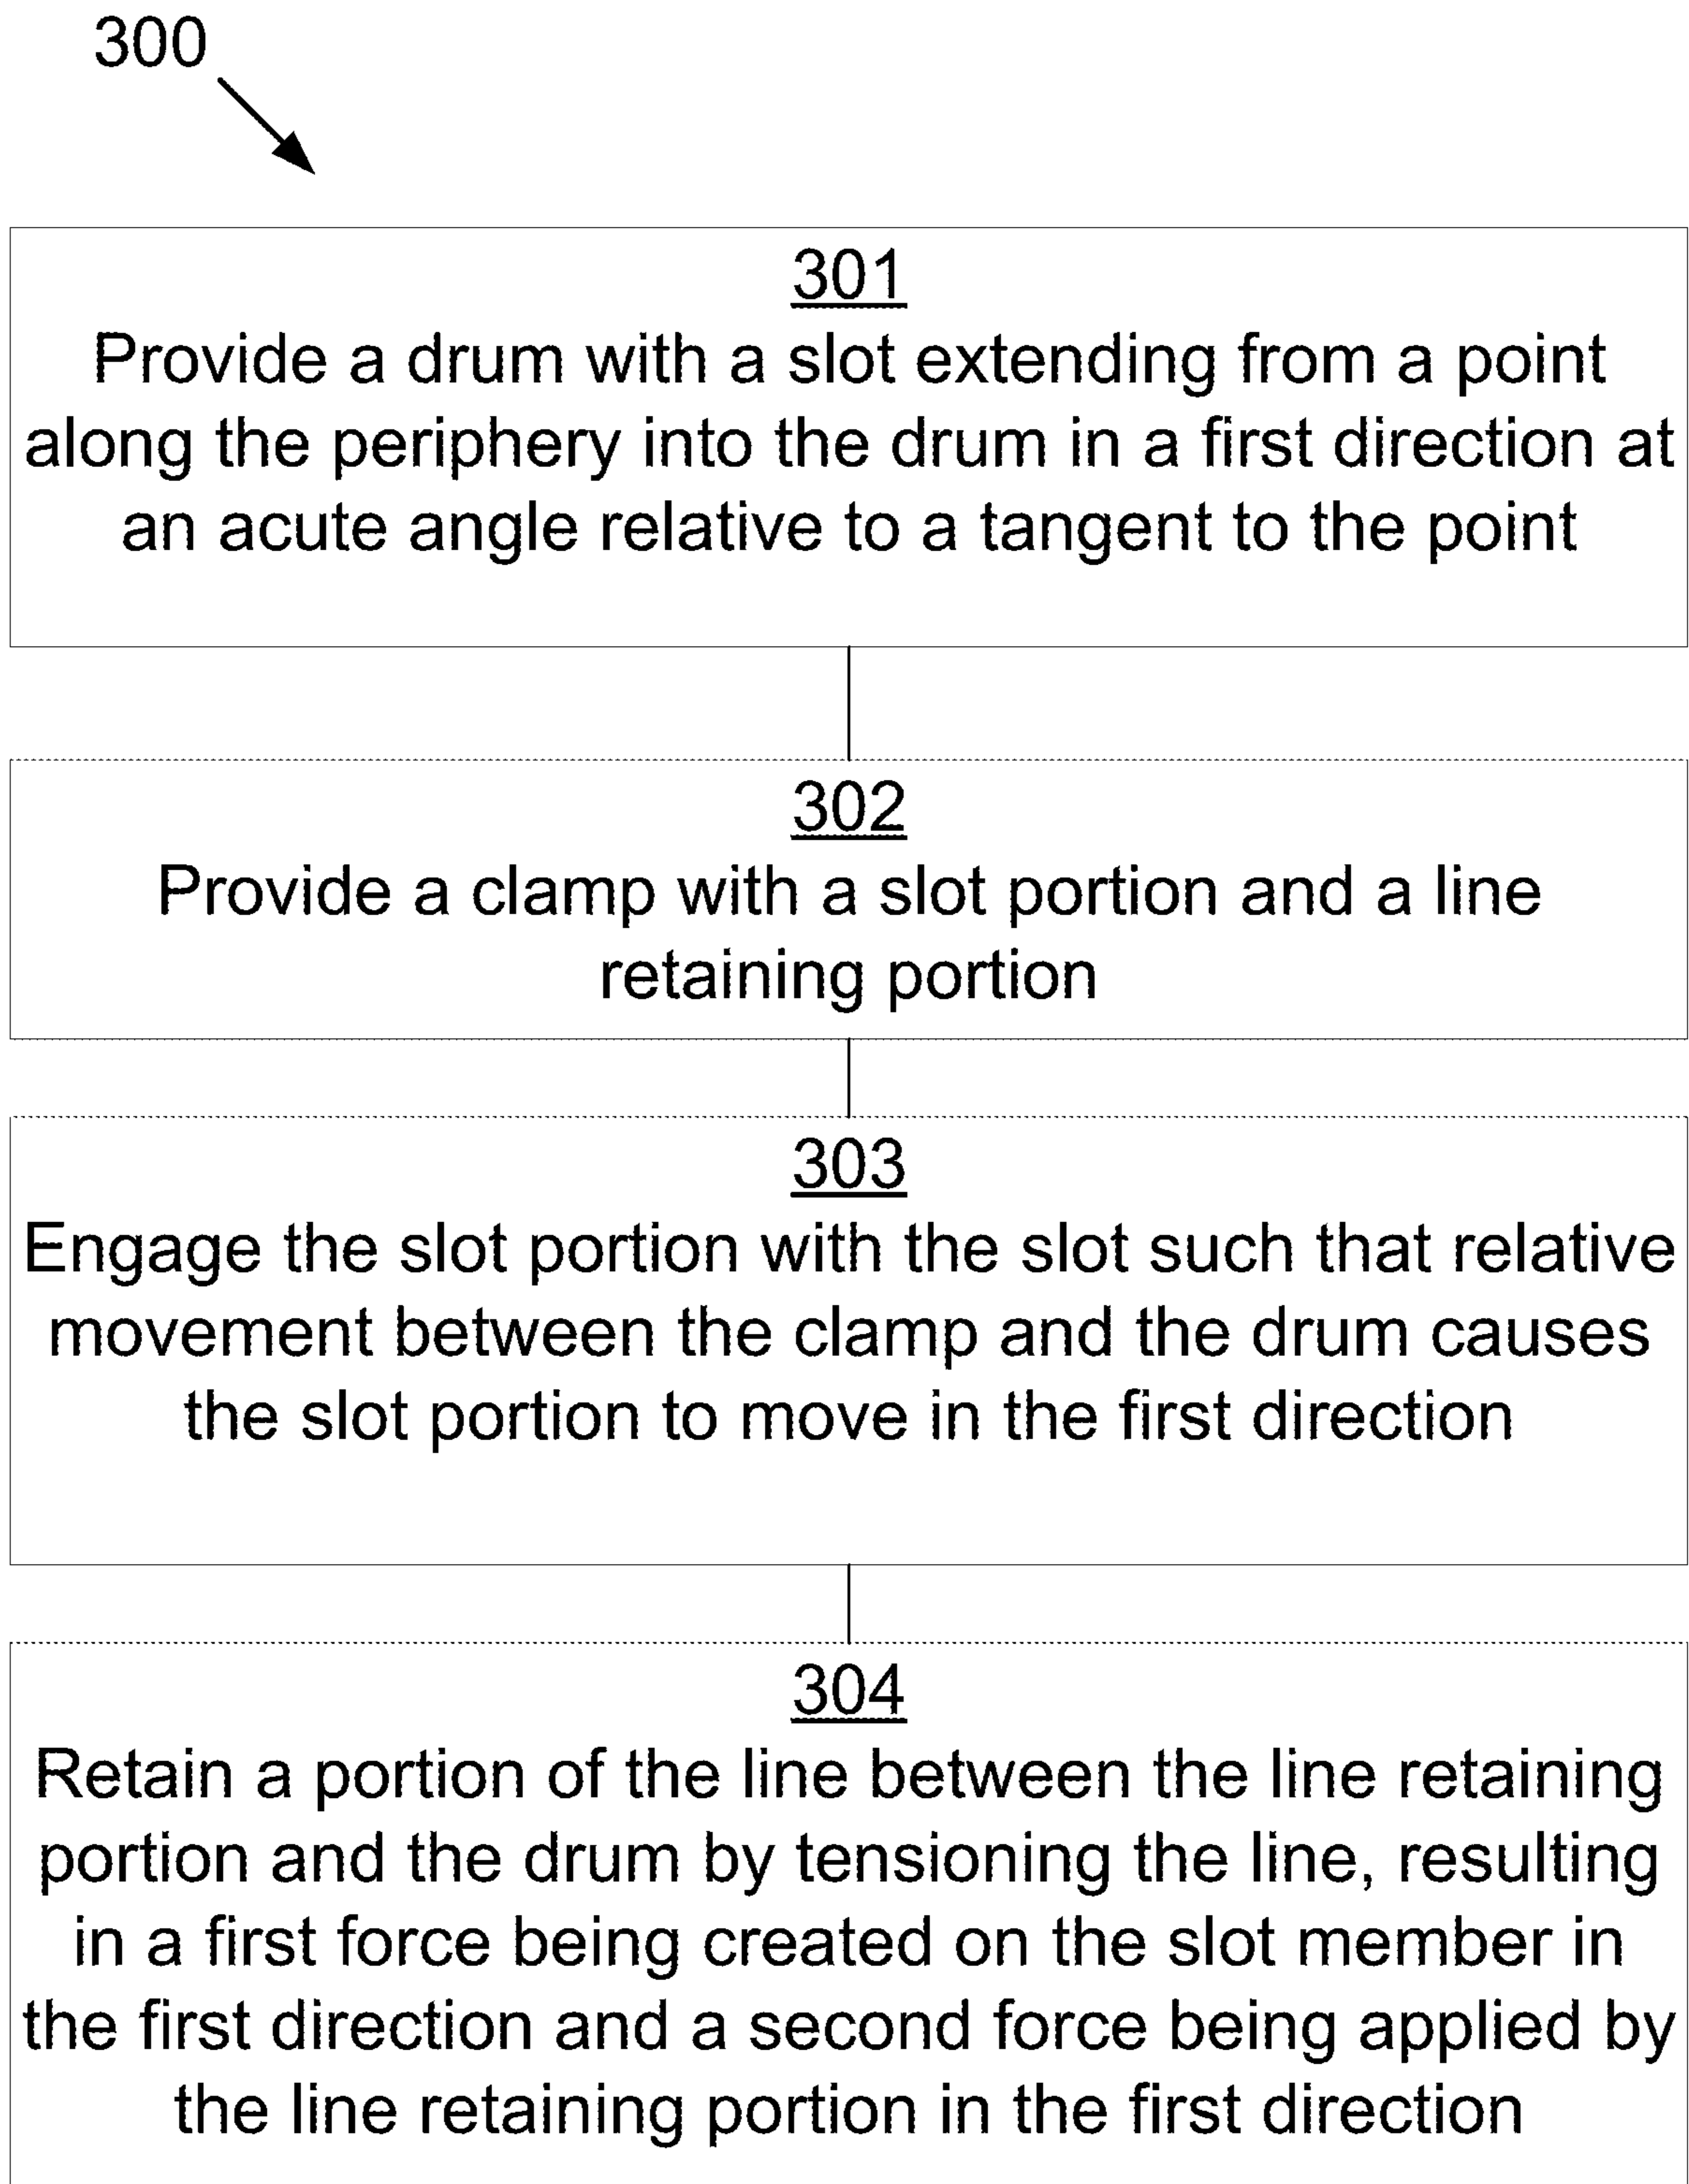 300
301
Provide a drum with a slot extending from a point
along the periphery into the drum in a first direction at
an acute angle relative to a tangent to the point
302
Provide a clamp with a slot portion and a line
retaining portion
303
Engage the slot portion with the slot such that relative
movement between the clamp and the drum causes
the slot portion to move in the first direction
304
Retain a portion of the line between the line retaining
portion and the drum by tensioning the line, resulting
in a first force being created on the slot member in
the first direction and a second force being applied by
the line retaining portion in the first direction